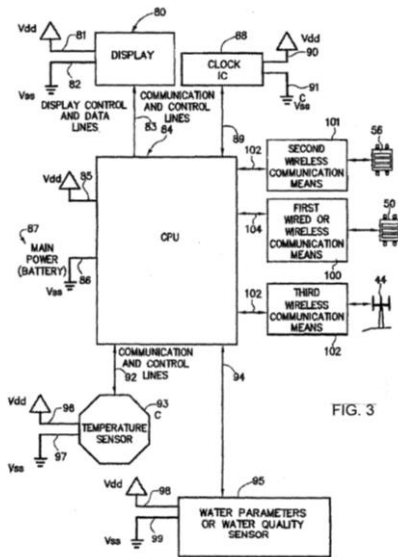 80
Vdd
81
DISPLAY
82
Vss
88
CLOCK
IC
Vdd
90
91
C
Vss
DISPLAY CONTROL
AND DATA
LINES
83
84
COMMUNICATION
AND CONTROL
LINES
89
Vdd
85
87
MAIN
POWER
(BATTERY)
86
Vss
CPU
102
101
SECOND
WIRELESS
COMMUNICATION
MEANS
56
104
FIRST
WIRED OR
WIRELESS
COMMUNICATION
MEANS
100
50
102
THIRD
WIRELESS
COMMUNICATION
MEANS
102
44
COMMUNICATION
AND CONTROL
LINES
92
94
Vdd
96
93
C
TEMPERATURE
SENSOR
97
Vss
FIG. 3
Vdd
98
95
99
Vss
WATER PARAMETERS
OR WATER QUALITY
SENSOR